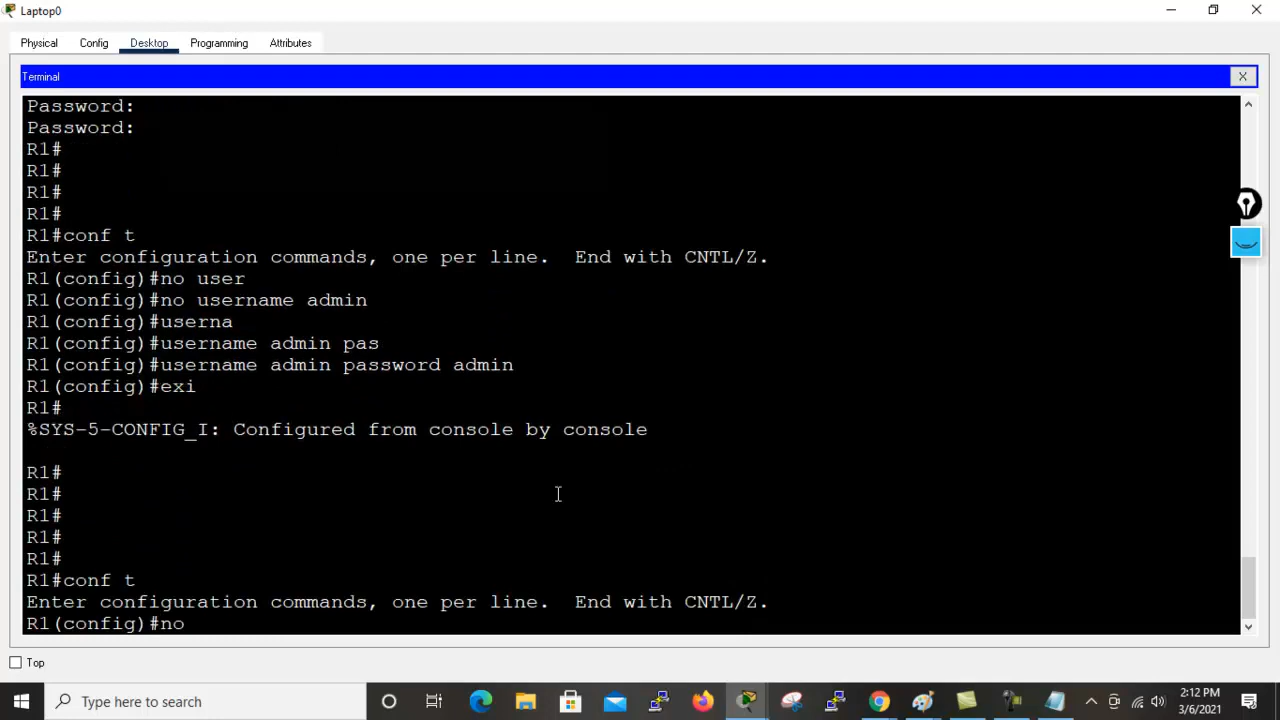 Laptop0
Physical Config Desktop Programming Attributes
Terminal X
Password:
Password:
R1#
R1#
R1#
R1#
R1#conf t
Enter configuration commands, one per line.  End with CNTL/Z.
R1(config)#no user
R1(config)#no username admin
R1(config)#userna
R1(config)#username admin pas
R1(config)#username admin password admin
R1(config)#exi
R1#
%SYS-5-CONFIG_I: Configured from console by console
R1#
R1#
R1#
R1#
R1#
R1#conf t
Enter configuration commands, one per line.  End with CNTL/Z.
R1(config)#no
Top
Type here to search
2:12 PM
3/6/2021